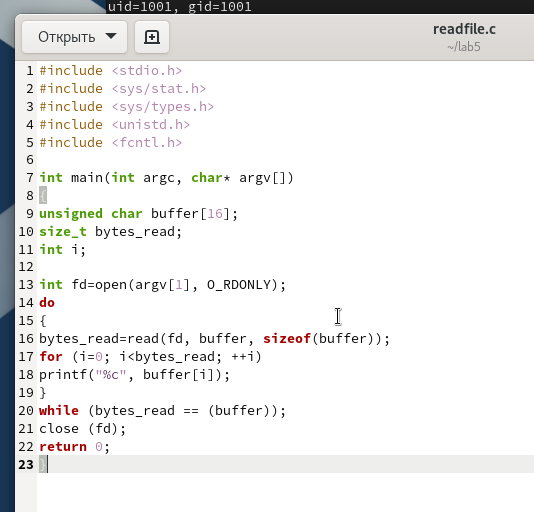 uid=1001, gid=1001
Открыть
readfile.c
~/lab5
1 #include <stdio.h>
2 #include <sys/stat.h>
3 #include <sys/types.h>
4 #include <unistd.h>
5 #include <fcntl.h>
6
7 int main(int argc, char* argv[])
8 {
9 unsigned char buffer[16];
10 size_t bytes_read;
11 int i;
12
13 int fd=open(argv[1], O_RDONLY);
14 do
15 {
16 bytes_read=read(fd, buffer, sizeof(buffer));
17 for (i=0; i<bytes_read; ++i)
18 printf("%c", buffer[i]);
19 }
20 while (bytes_read == (buffer));
21 close (fd);
22 return 0;
23 }